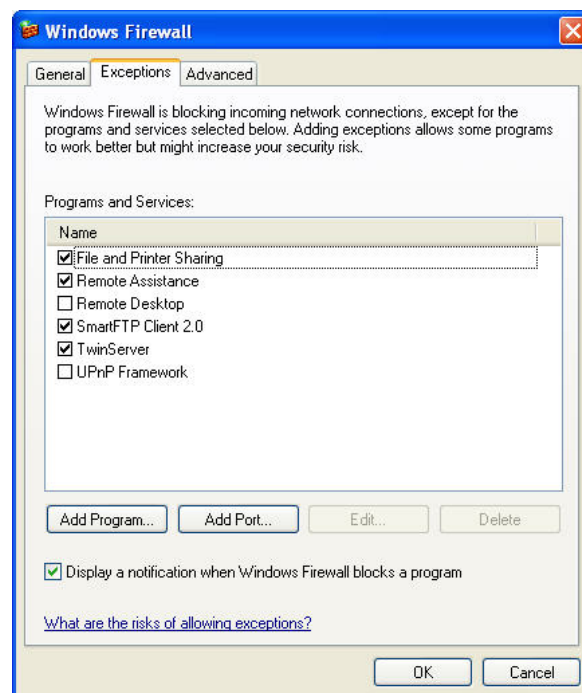 Windows Firewall
General Exceptions Advanced
Windows Firewall is blocking incoming network connections, except for the
programs and services selected below. Adding exceptions allows some programs
to work better but might increase your security risk.
Programs and Services:
Name
File and Printer Sharing
Remote Assistance
Remote Desktop
SmartFTP Client 2.0
TwinServer
UPnP Framework
Add Program... Add Port... Edit... Delete
Display a notification when Windows Firewall blocks a program
What are the risks of allowing exceptions?
OK Cancel